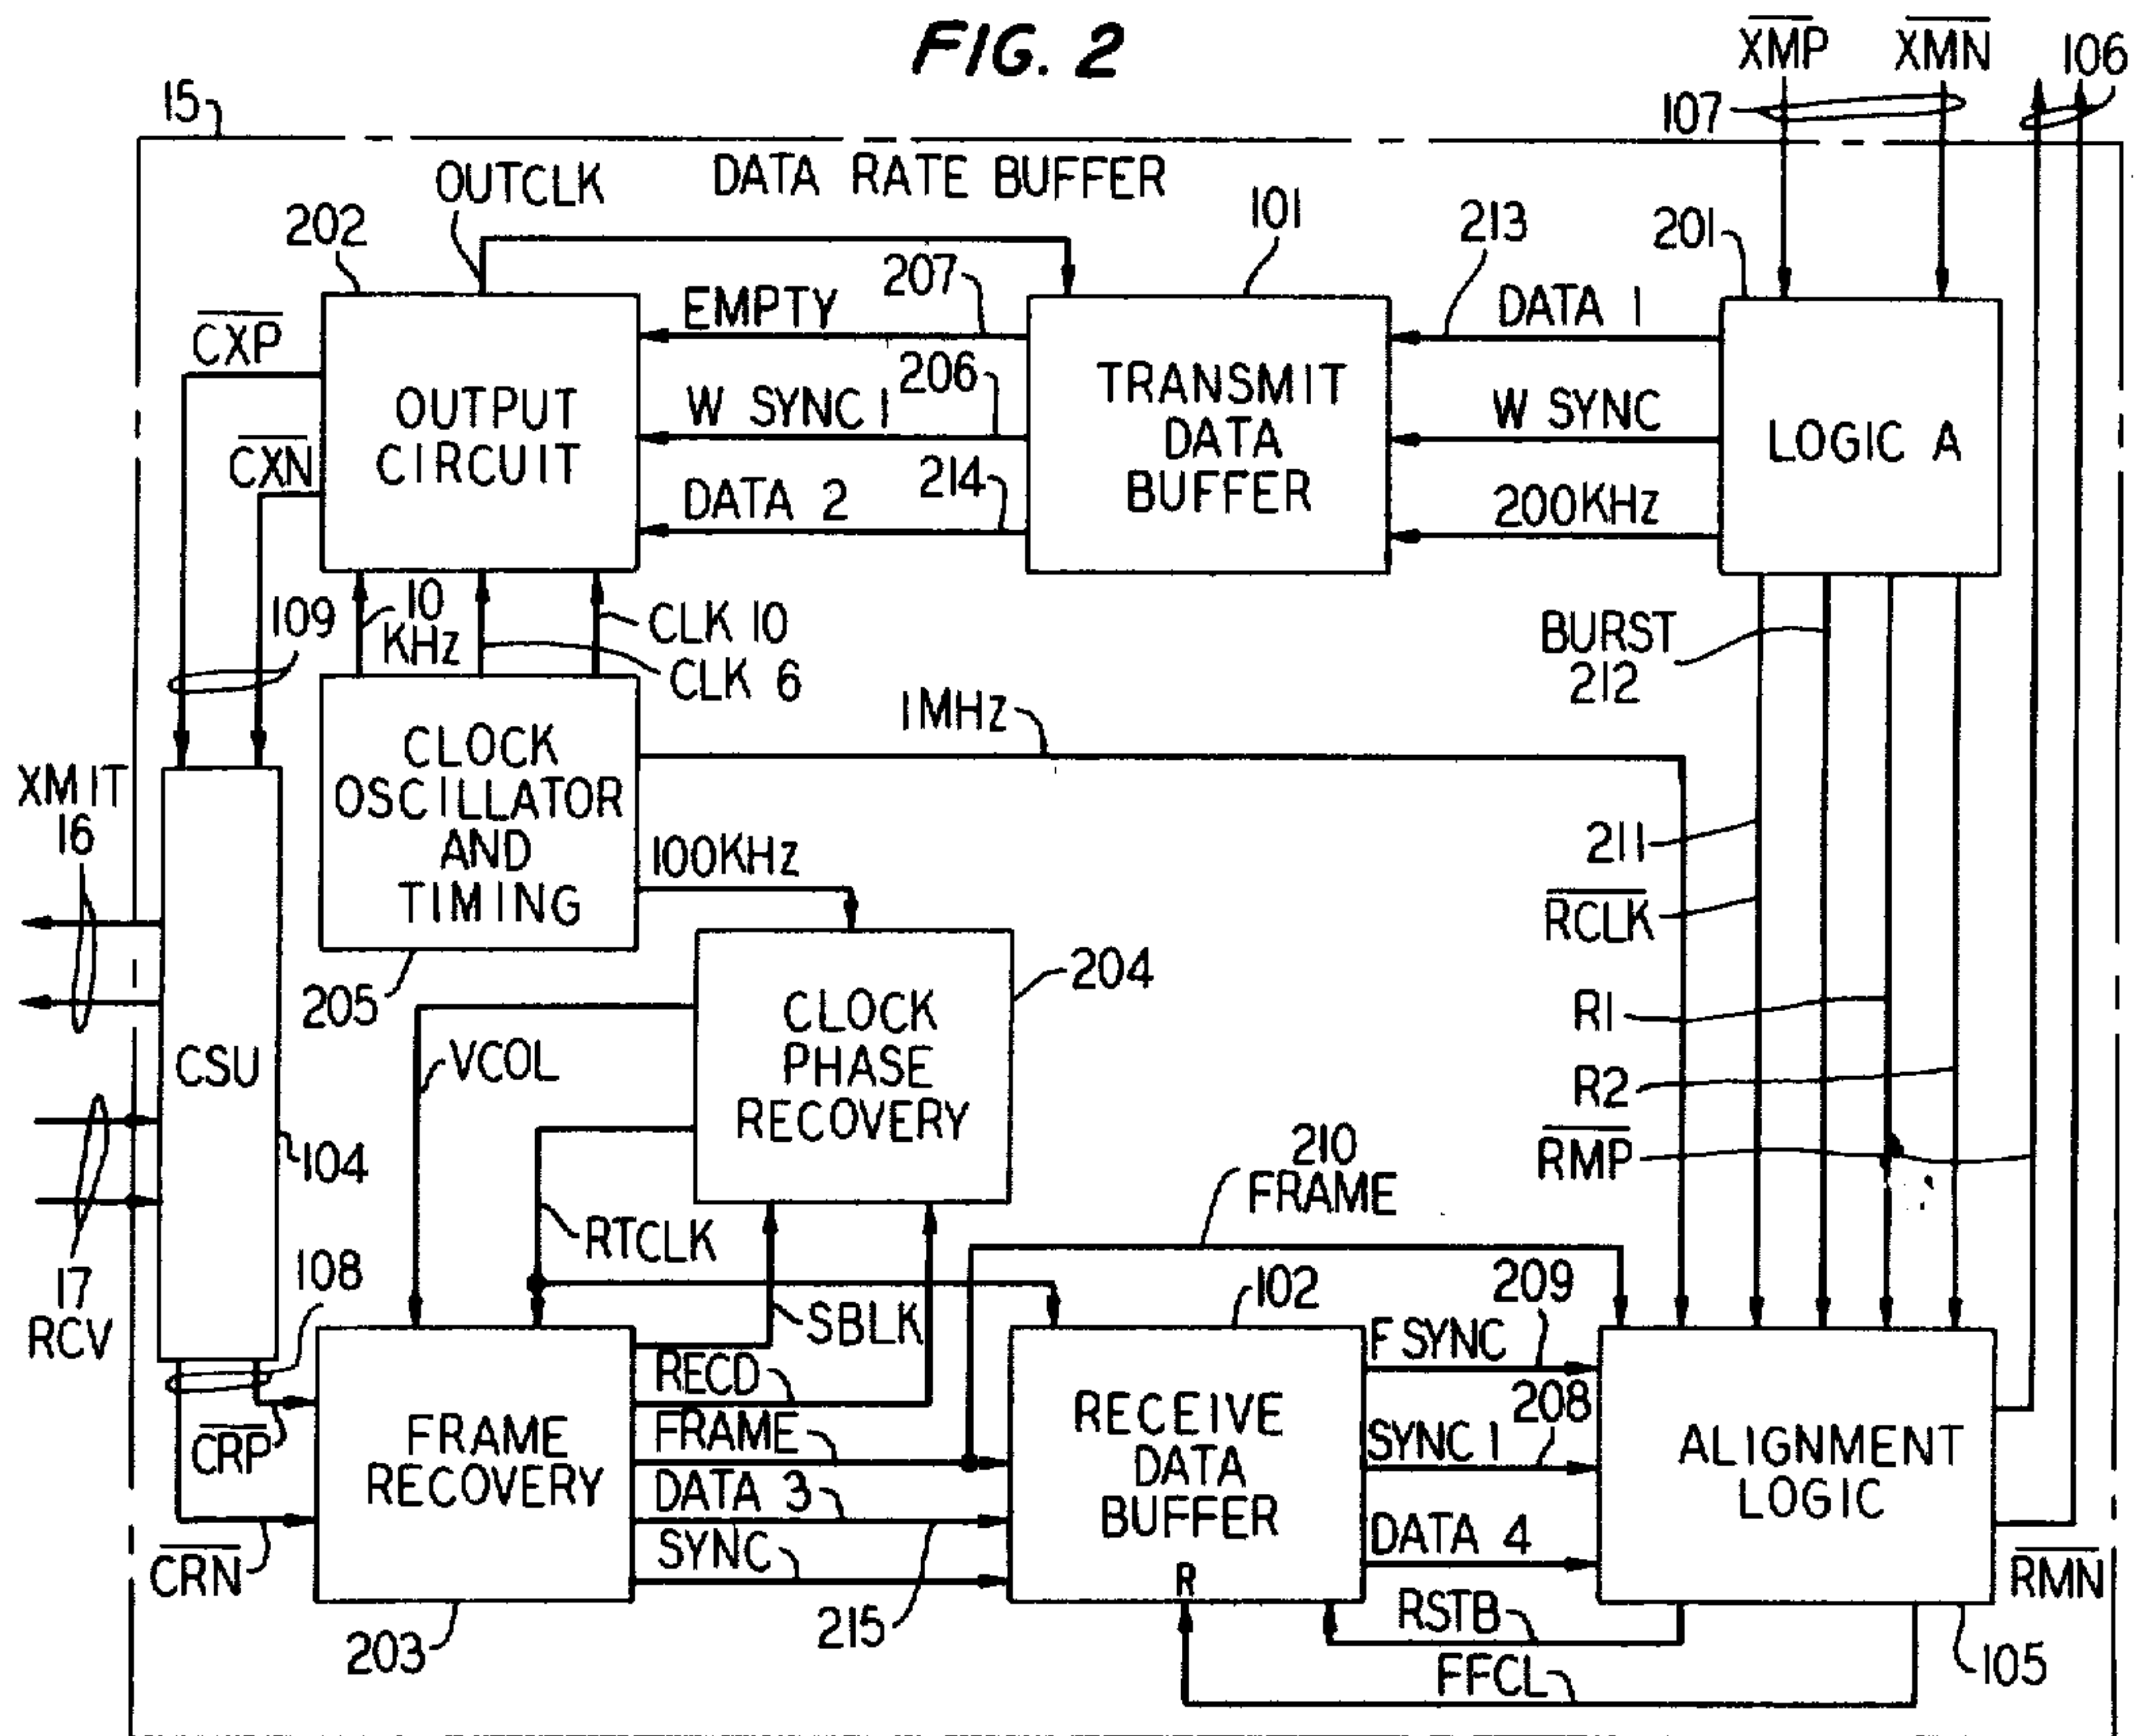 FIG. 2
XMP
XMN
106
107
15
DATA RATE BUFFER
OUTCLK
202
101
213
201
207
EMPTY
DATA 1
CXP
206
OUTPUT
CIRCUIT
W SYNC 1
TRANSMIT
DATA
BUFFER
W SYNC
LOGIC A
CXN
214
DATA 2
200KHz
109
10
KHz
CLK 10
CLK 6
BURST
212
1MHz
XMIT
16
CLOCK
OSCILLATOR
AND
TIMING
100KHz
211
RCLK
205
204
CLOCK
PHASE
RECOVERY
R1
CSU
VCOL
R2
104
210
FRAME
RMP
RTCLK
17
RCV
108
SBLK
102
209
F SYNC
RECD
208
CRP
FRAME
RECOVERY
FRAME
RECEIVE
DATA
BUFFER
SYNC 1
ALIGNMENT
LOGIC
DATA 3
DATA 4
CRN
SYNC
R
RMN
203
215
RSTB
105
FFCL